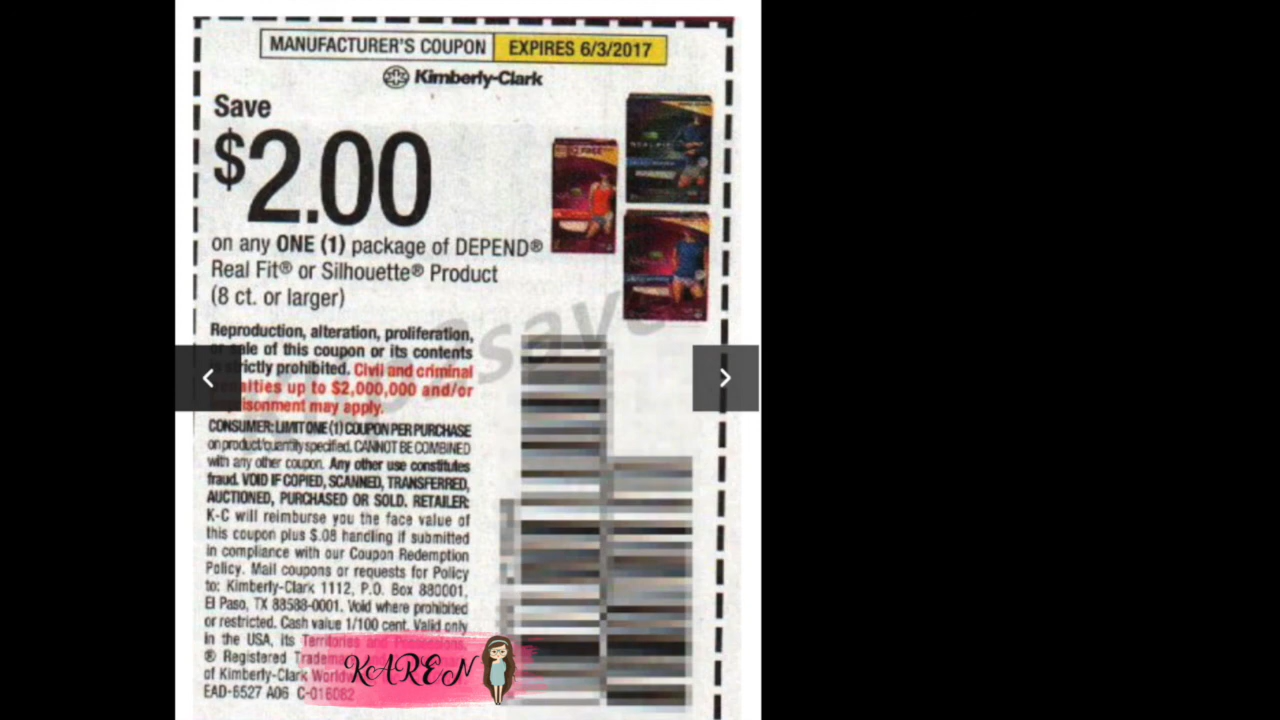 MANUFACTURER'S COUPON EXPIRES 6/3/2017
Kimberly-Clark
Save
$2.00
on any ONE (1) package of DEPEND®
Real Fit® or Silhouette® Product
(8 ct. or larger)
Reproduction, alteration, proliferation,
sale of this coupon or its contents
strictly prohibited. Civil and criminal
up to $2,000,000 and/or
may apply.
CONSUMER: LIMIT ONE (1) COUPON PER PURCHASE
on product/quantity specified. CANNOT BE COMBINED
with any other coupon. Any other use constitutes
fraud. VOID IF COPIED, SCANNED, TRANSFERRED,
AUCTIONED, PURCHASED OR SOLD. RETAILER:
K-C will reimburse you the face value of
this coupon plus $.08 handling if submitted
in compliance with our Coupon Redemption
Policy. Mail coupons or requests for Policy
to: Kimberly-Clark 1112, P.O. Box 880001,
El Paso, TX 88588-0001. Void where prohibited
or restricted. Cash value 1/100 cent. Valid only
in the USA, its Territories and Possessions.
® Registered
of Kimberly-Clark
EAD-6527 A06 C-016082
KAREN